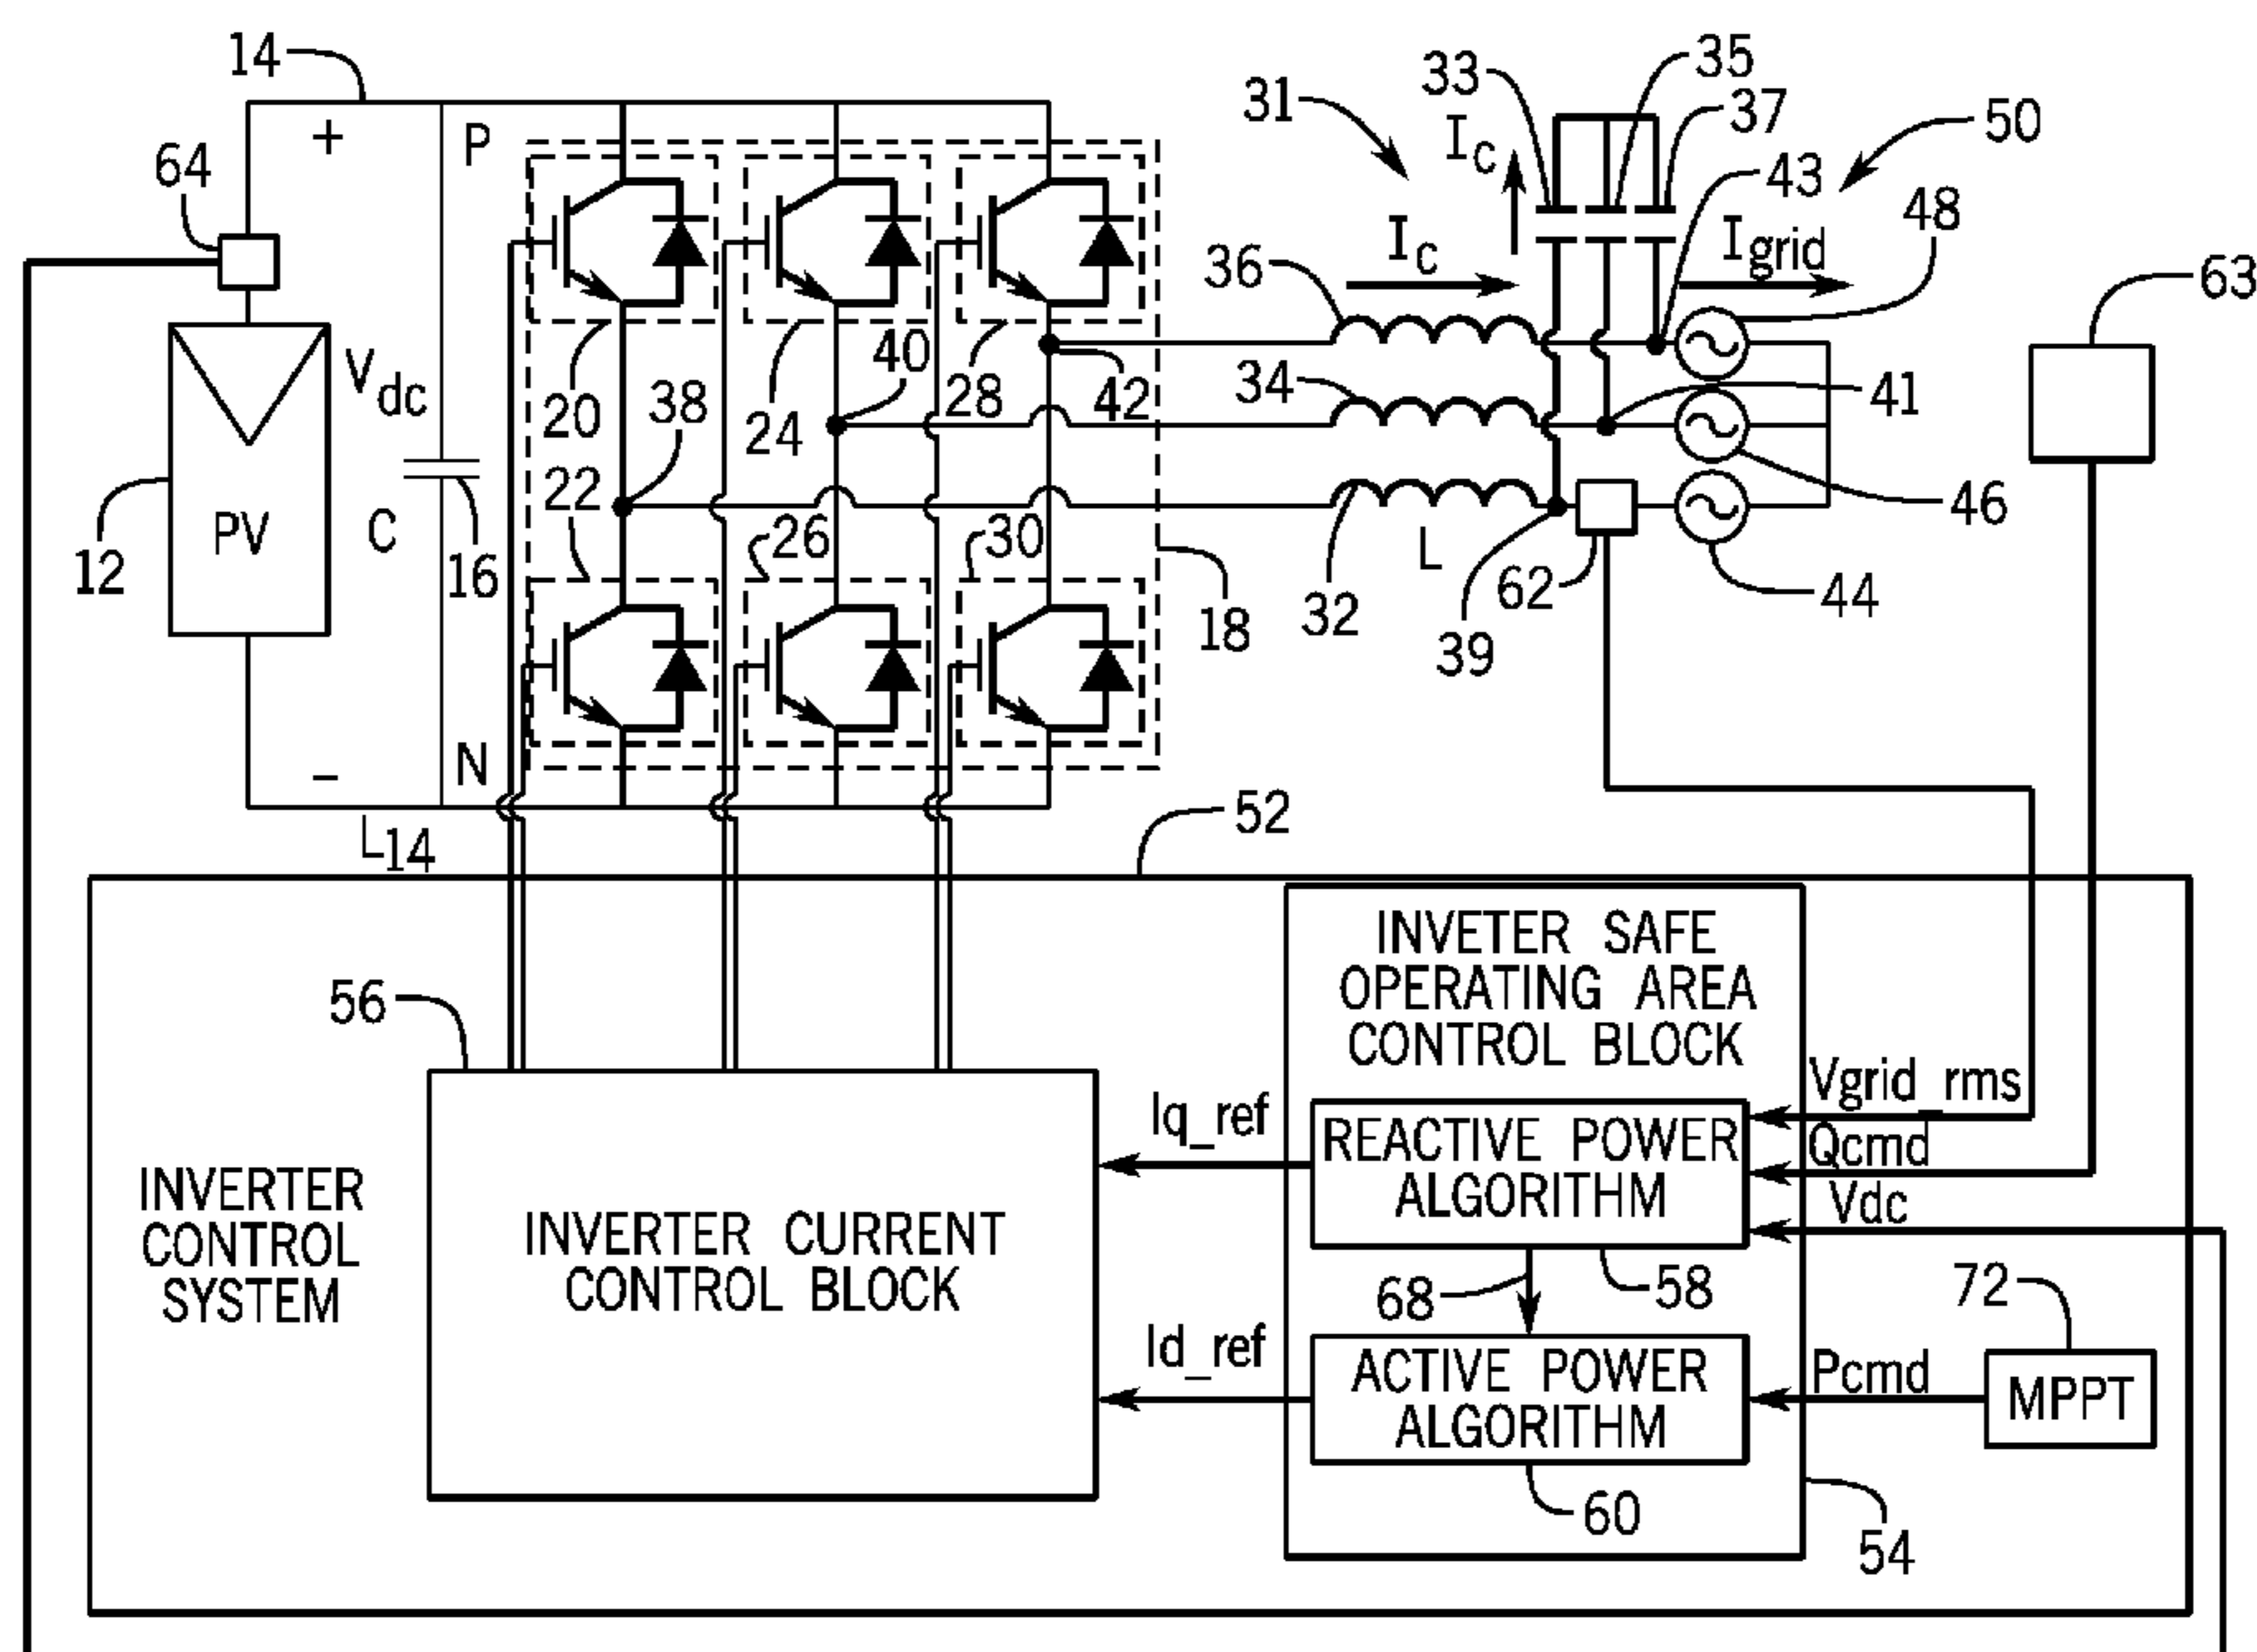 14
+
P
64
Vdc
12
PV
C
16
−
N
L14
20
22
24
26
28
30
38
40
42
18
31
33
35
37
Ic
Ic
Igrid
50
43
48
36
34
32
L
39
62
41
46
44
63
52
INVETER SAFE
OPERATING AREA
CONTROL BLOCK
56
Vgrid_rms
Qcmd
Vdc
Iq_ref
REACTIVE POWER
ALGORITHM
INVERTER
CONTROL
SYSTEM
INVERTER CURRENT
CONTROL BLOCK
68
58
72
Id_ref
ACTIVE POWER
ALGORITHM
Pcmd
MPPT
60
54